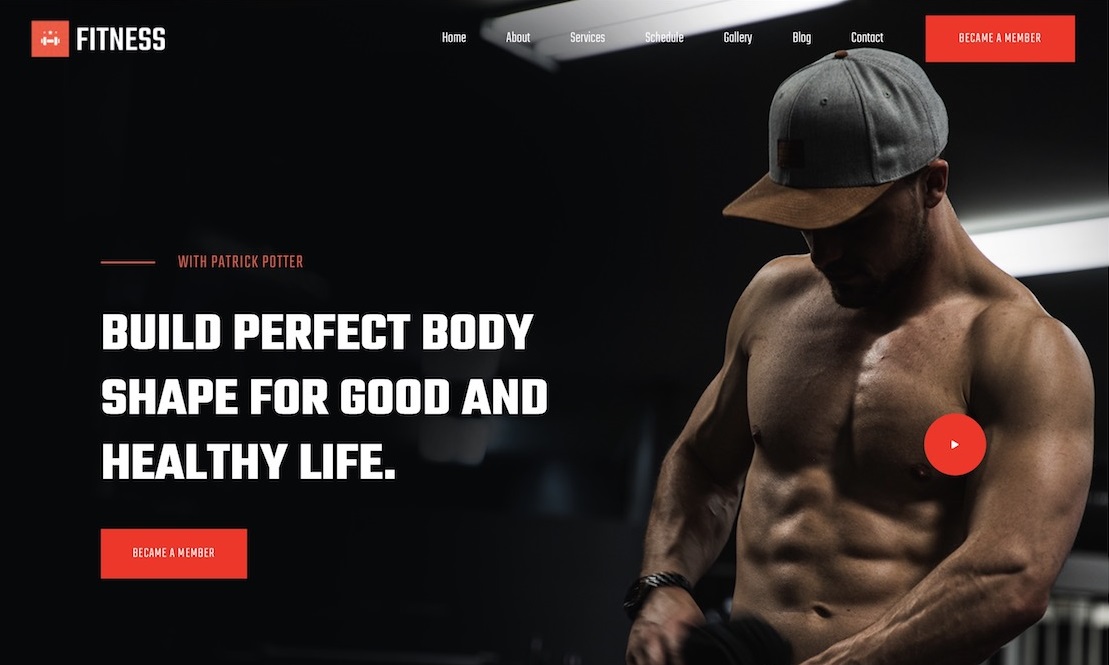 FITNESS
Home About Services Schedule Gallery Blog Contact BECAME A MEMBER
WITH PATRICK POTTER
BUILD PERFECT BODY
SHAPE FOR GOOD AND
HEALTHY LIFE.
BECAME A MEMBER